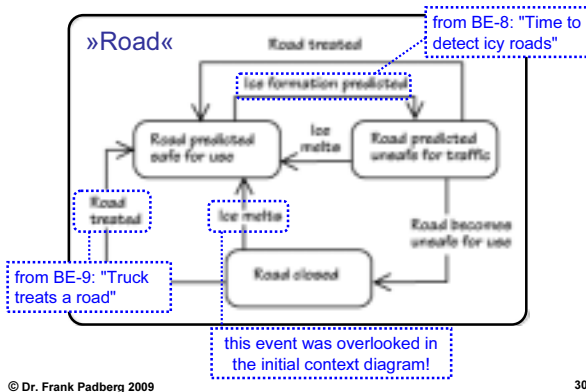 from BE-8: "Time to
detect icy roads"
»Road«
Road treated
Ice formation predicted
Road predicted
safe for use
Ice
melts
Road predicted
unsafe for traffic
Road
treated
Ice melts
Road becomes
unsafe for use
from BE-9: "Truck
treats a road"
Road closed
this event was overlooked in
the initial context diagram!
© Dr. Frank Padberg 2009
30